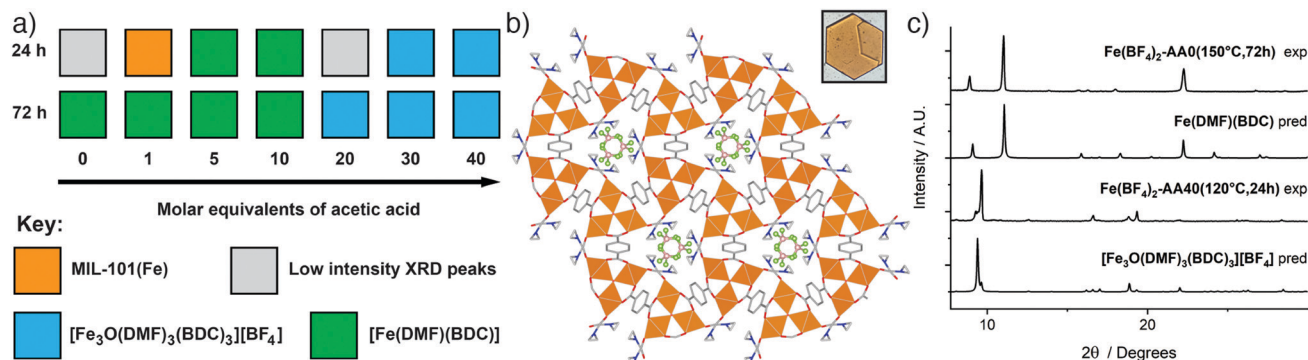 a)
24 h
72 h
0 1 5 10 20 30 40
Molar equivalents of acetic acid
Key:
MIL-101(Fe)
Low intensity XRD peaks
[Fe₃O(DMF)₃(BDC)₃][BF₄]
[Fe(DMF)(BDC)]
b)
c)
Intensity / A.U.
Fe(BF₄)₂-AA0(150°C,72h) exp
Fe(DMF)(BDC) pred
Fe(BF₄)₂-AA40(120°C,24h) exp
[Fe₃O(DMF)₃(BDC)₃][BF₄] pred
10 20
2θ / Degrees